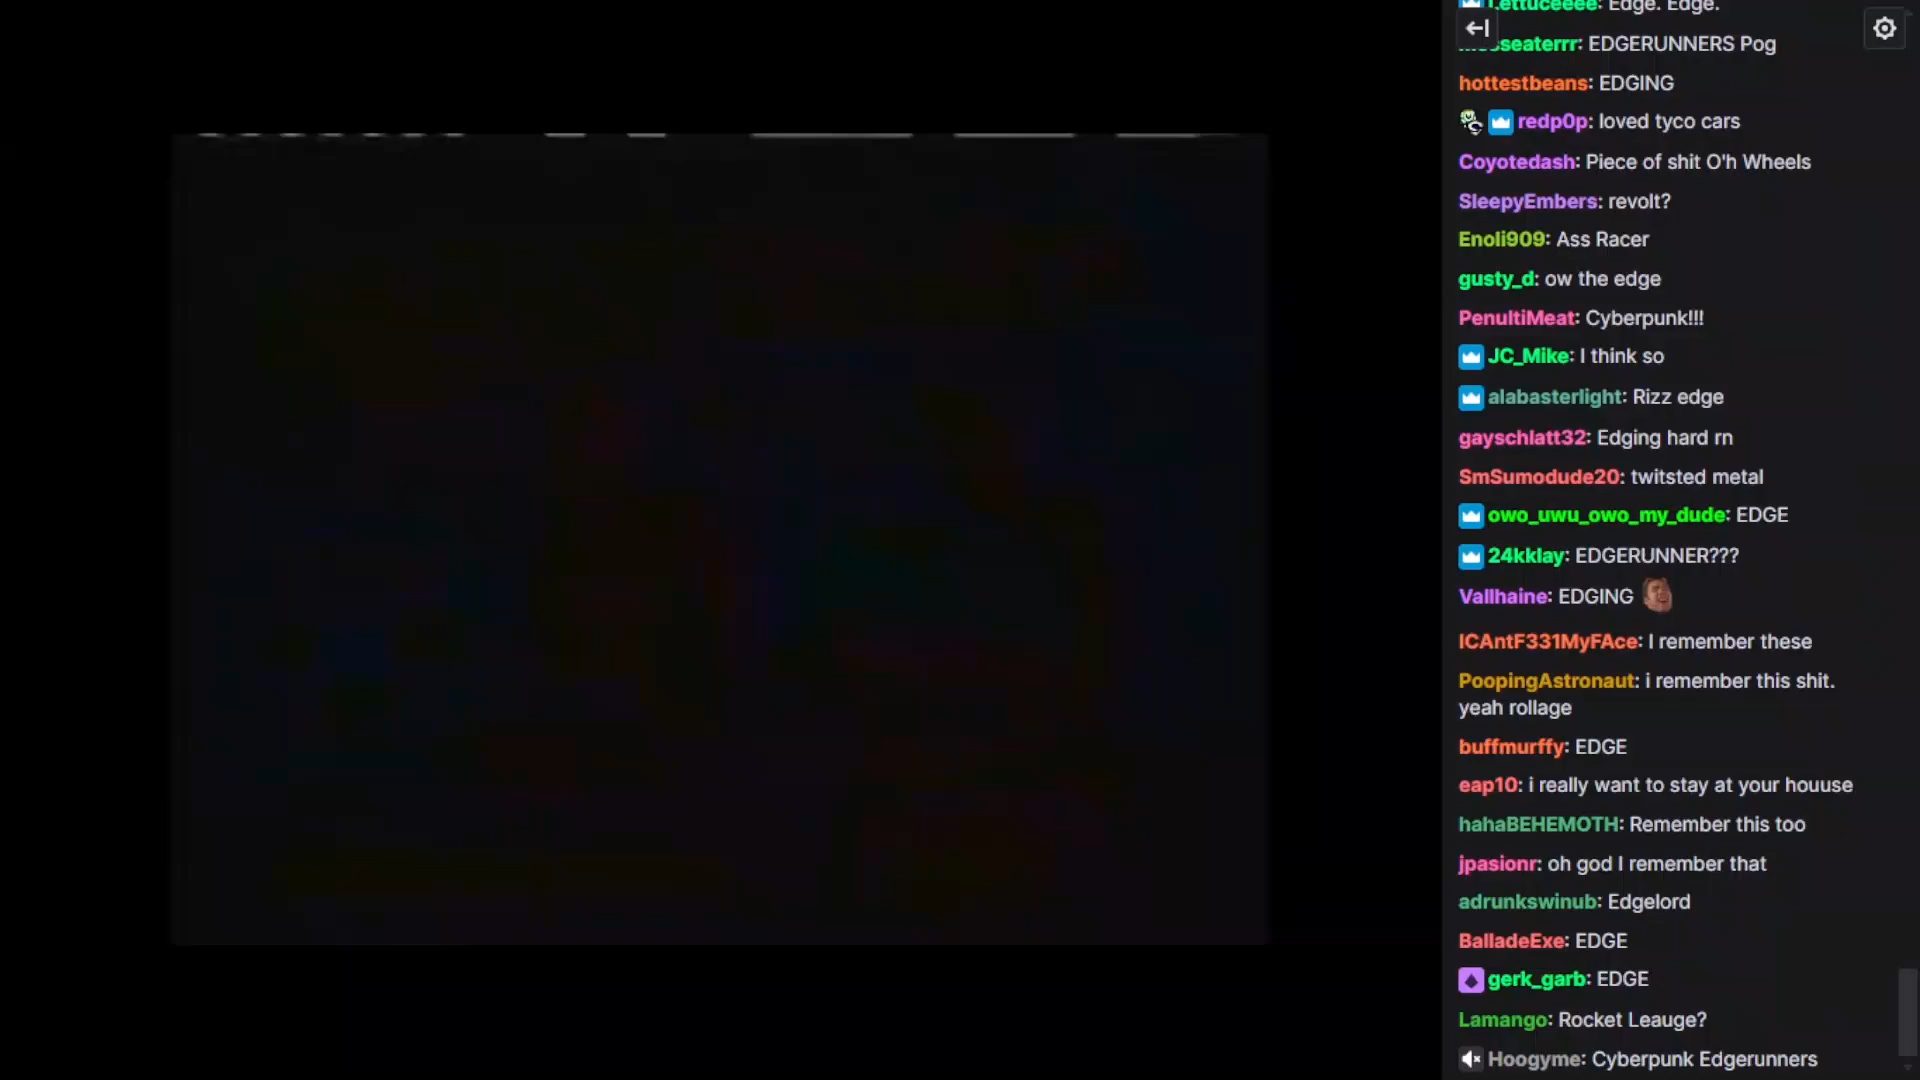 Lettuceeee: Edge. Edge.
seaterrr: EDGERUNNERS Pog
hottestbeans: EDGING
redp0p: loved tyco cars
Coyotedash: Piece of shit O'h Wheels
SleepyEmbers: revolt?
Enoli909: Ass Racer
gusty_d: ow the edge
PenultiMeat: Cyberpunk!!!
JC_Mike: I think so
alabasterlight: Rizz edge
gayschlatt32: Edging hard rn
SmSumodude20: twitsted metal
owo_uwu_owo_my_dude: EDGE
24kklay: EDGERUNNER???
Vallhaine: EDGING
ICAntF331MyFAce: I remember these
PoopingAstronaut: i remember this shit.
yeah rollage
buffmurffy: EDGE
eap10: i really want to stay at your houuse
hahaBEHEMOTH: Remember this too
jpasionr: oh god I remember that
adrunkswinub: Edgelord
BalladeExe: EDGE
gerk_garb: EDGE
Lamango: Rocket Leauge?
Hoogyme: Cyberpunk Edgerunners